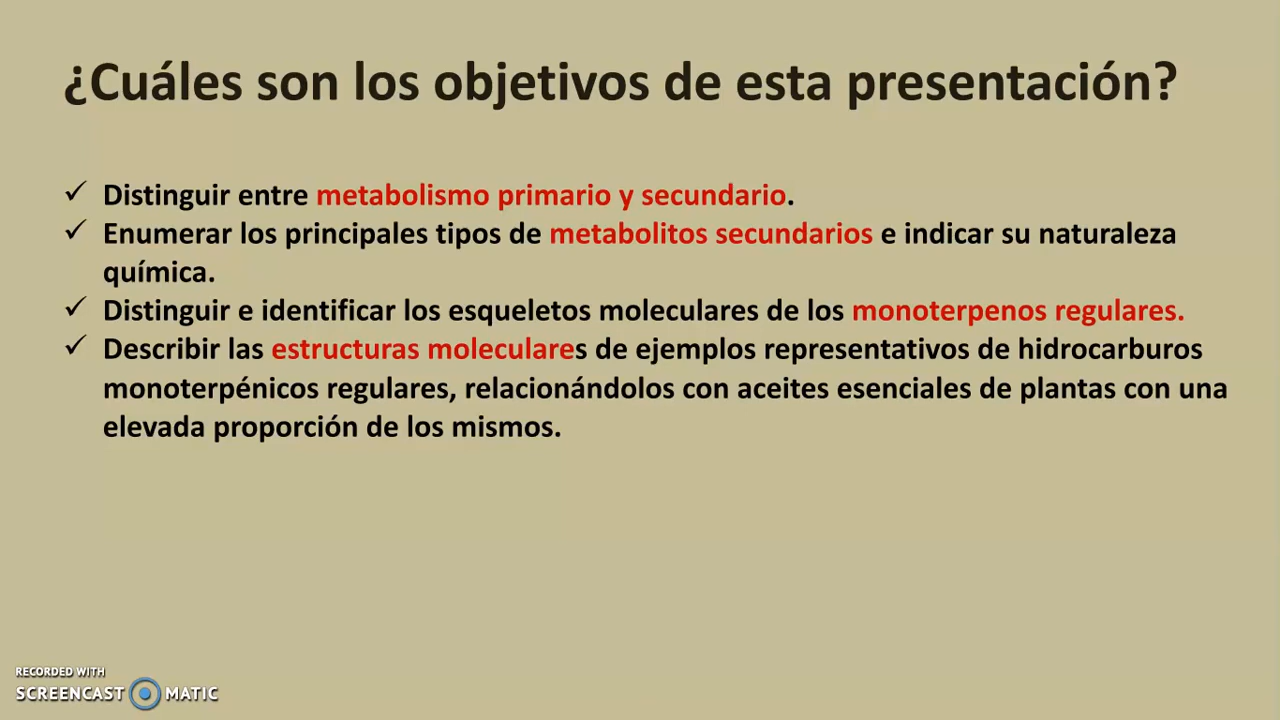 ¿Cuáles son los objetivos de esta presentación?
✓ Distinguir entre metabolismo primario y secundario.
✓ Enumerar los principales tipos de metabolitos secundarios e indicar su naturaleza
química.
✓ Distinguir e identificar los esqueletos moleculares de los monoterpenos regulares.
✓ Describir las estructuras moleculares de ejemplos representativos de hidrocarburos
monoterpénicos regulares, relacionándolos con aceites esenciales de plantas con una
elevada proporción de los mismos.
RECORDED WITH
SCREENCAST MATIC